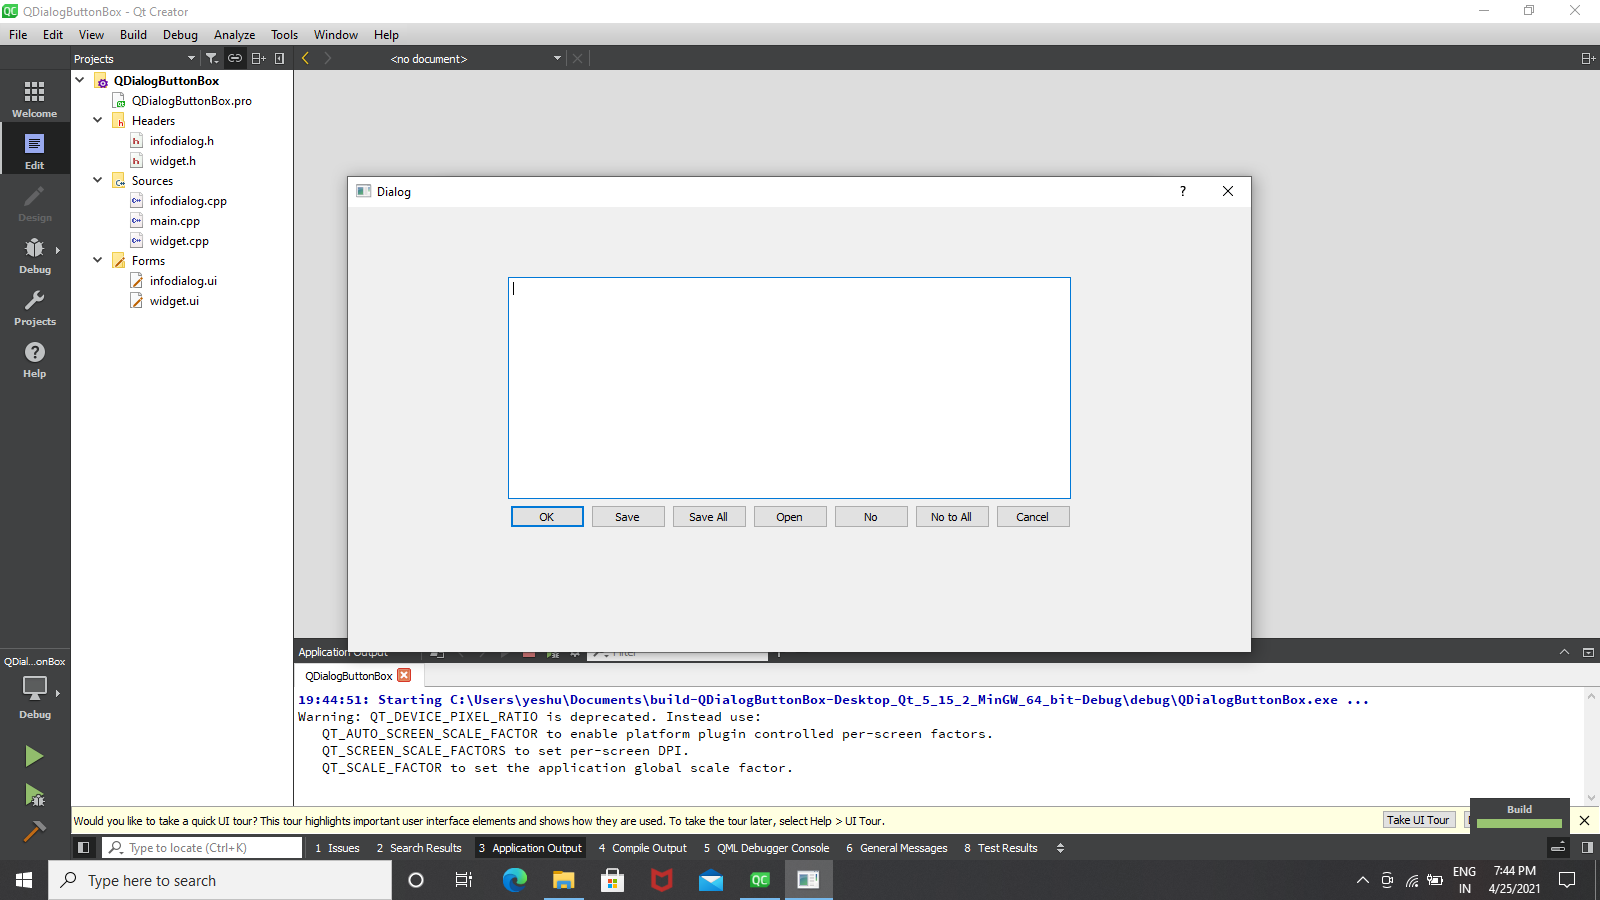 QC QDialogButtonBox - Qt Creator
File Edit View Build Debug Analyze Tools Window Help
Projects <no document>
Welcome
Edit
Design
Debug
Projects
Help
QDialogButtonBox
QDialogButtonBox.pro
Headers
infodialog.h
widget.h
Sources
infodialog.cpp
main.cpp
widget.cpp
Forms
infodialog.ui
widget.ui
Dialog ?
OK Save Save All Open No No to All Cancel
QDial...onBox
Debug
Application Output Filter
QDialogButtonBox
19:44:51: Starting C:\Users\yeshu\Documents\build-QDialogButtonBox-Desktop_Qt_5_15_2_MinGW_64_bit-Debug\debug\QDialogButtonBox.exe ...
Warning: QT_DEVICE_PIXEL_RATIO is deprecated. Instead use:
QT_AUTO_SCREEN_SCALE_FACTOR to enable platform plugin controlled per-screen factors.
QT_SCREEN_SCALE_FACTORS to set per-screen DPI.
QT_SCALE_FACTOR to set the application global scale factor.
Would you like to take a quick UI tour? This tour highlights important user interface elements and shows how they are used. To take the tour later, select Help > UI Tour. Take UI Tour
Build
Type to locate (Ctrl+K) 1 Issues 2 Search Results 3 Application Output 4 Compile Output 5 QML Debugger Console 6 General Messages 8 Test Results
Type here to search QC ENG 7:44 PM
IN 4/25/2021